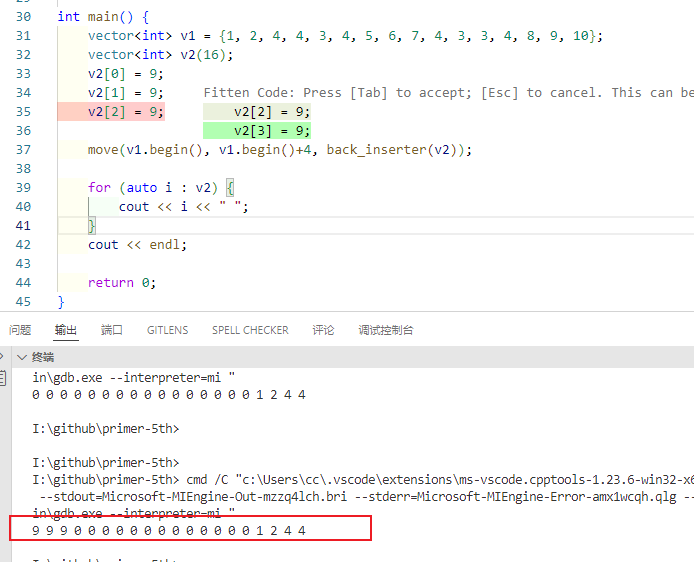 30 int main() {
31 vector<int> v1 = {1, 2, 4, 4, 3, 4, 5, 6, 7, 4, 3, 3, 4, 8, 9, 10};
32 vector<int> v2(16);
33 v2[0] = 9;
34 v2[1] = 9; Fitten Code: Press [Tab] to accept; [Esc] to cancel. This can be
35 v2[2] = 9; v2[2] = 9;
36 v2[3] = 9;
37 move(v1.begin(), v1.begin()+4, back_inserter(v2));
38
39 for (auto i : v2) {
40 cout << i << " ";
41 }
42 cout << endl;
43
44 return 0;
45 }
问题 输出 端口 GITLENS SPELL CHECKER 评论 调试控制台
终端
in\gdb.exe --interpreter=mi "
0 0 0 0 0 0 0 0 0 0 0 0 0 0 0 0 1 2 4 4
I:\github\primer-5th>
I:\github\primer-5th>
I:\github\primer-5th> cmd /C "c:\Users\cc\.vscode\extensions\ms-vscode.cpptools-1.23.6-win32-x6
--stdout=Microsoft-MIEngine-Out-mzzq4lch.bri --stderr=Microsoft-MIEngine-Error-amx1wcqh.qlg --
in\gdb.exe --interpreter=mi "
9 9 9 0 0 0 0 0 0 0 0 0 0 0 0 0 1 2 4 4